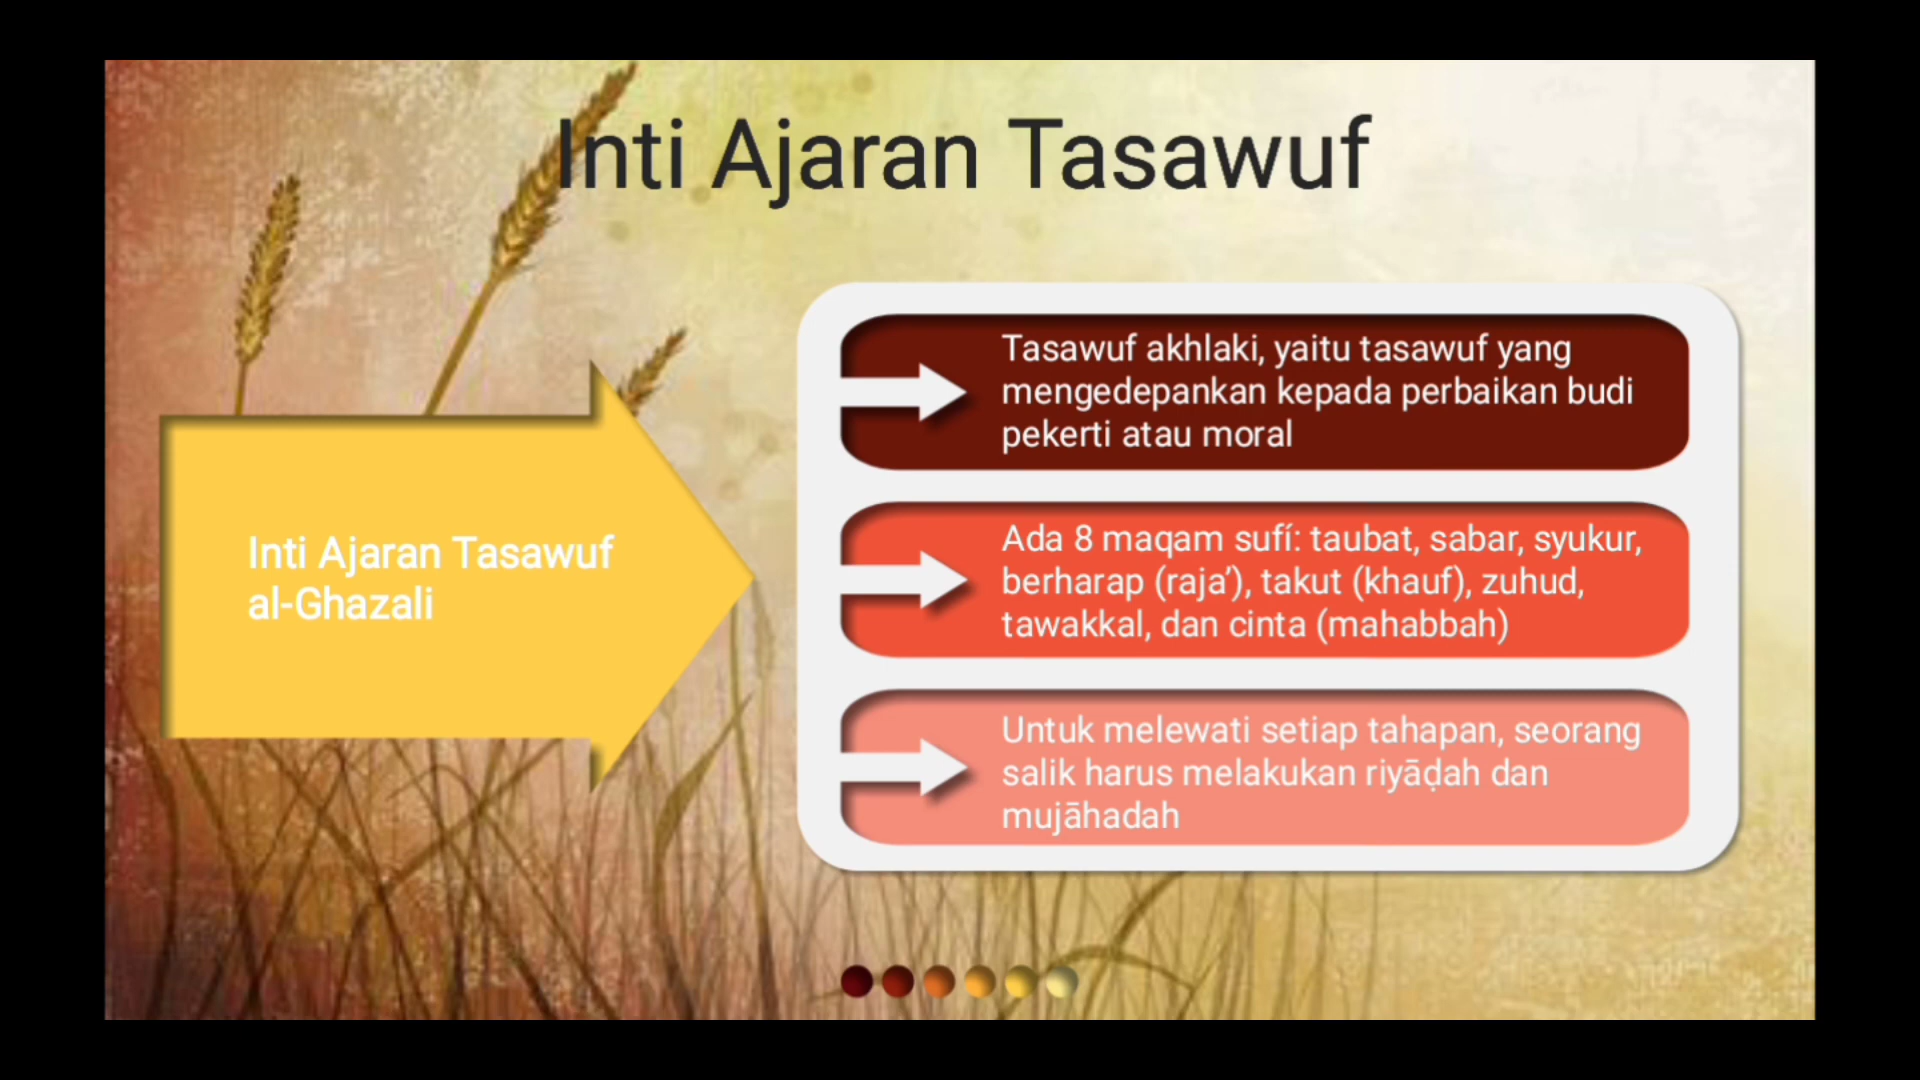 Inti Ajaran Tasawuf
Inti Ajaran Tasawuf
al-Ghazali
Tasawuf akhlaki, yaitu tasawuf yang
mengedepankan kepada perbaikan budi
pekerti atau moral
Ada 8 maqam sufí: taubat, sabar, syukur,
berharap (raja’), takut (khauf), zuhud,
tawakkal, dan cinta (mahabbah)
Untuk melewati setiap tahapan, seorang
salik harus melakukan riyāḍah dan
mujāhadah